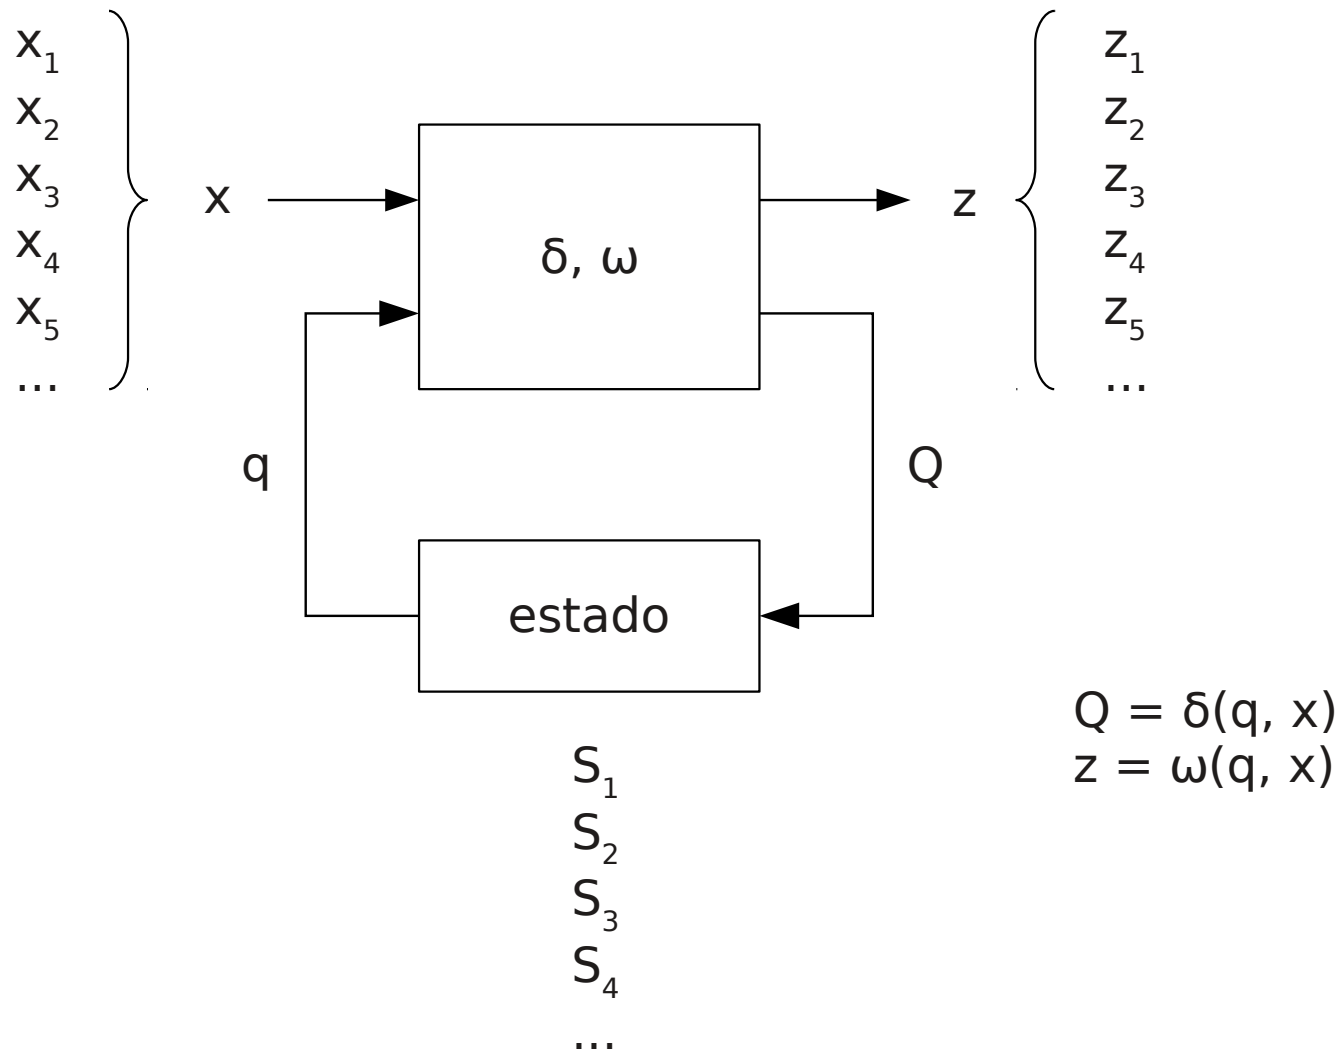 x₁
x₂
x₃
x₄
x₅
...
x
δ, ω
z
z₁
z₂
z₃
z₄
z₅
...
q
Q
estado
Q = δ(q, x)
z = ω(q, x)
S₁
S₂
S₃
S₄
...